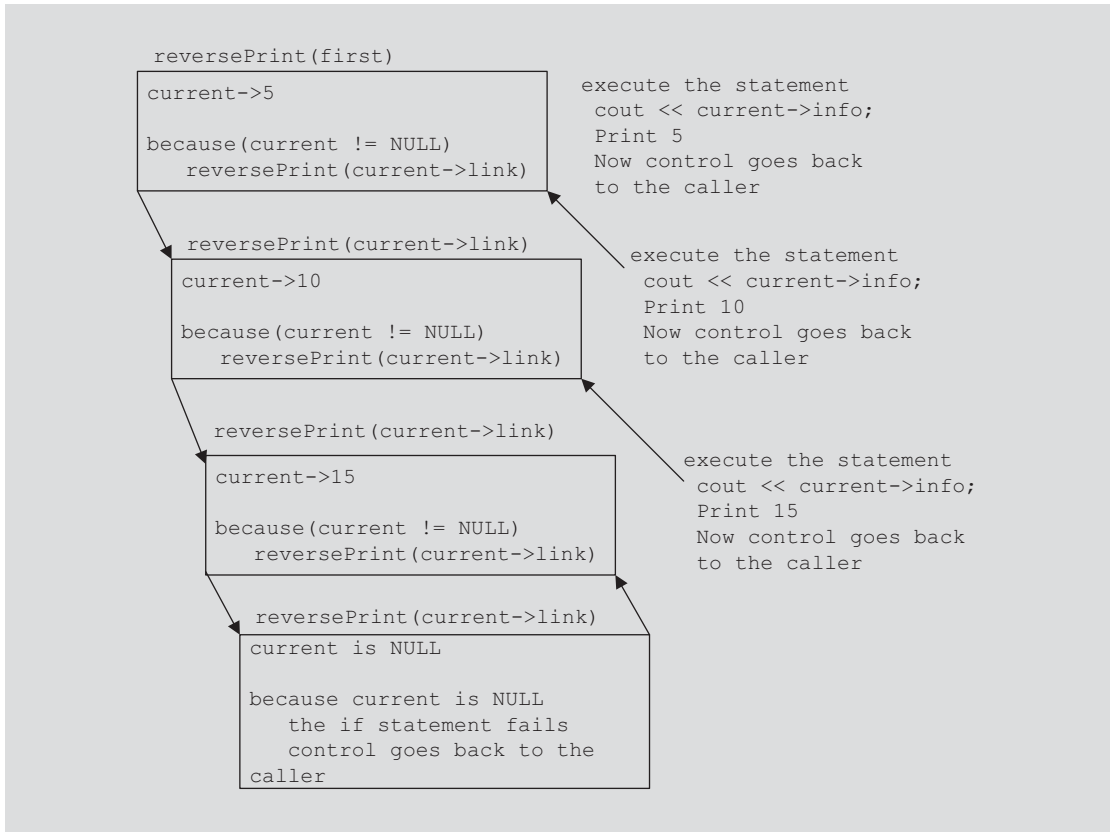 reversePrint(first)
current->5
because(current != NULL)
reversePrint(current->link)
execute the statement
cout << current->info;
Print 5
Now control goes back
to the caller
reversePrint(current->link)
current->10
because(current != NULL)
reversePrint(current->link)
execute the statement
cout << current->info;
Print 10
Now control goes back
to the caller
reversePrint(current->link)
current->15
because(current != NULL)
reversePrint(current->link)
execute the statement
cout << current->info;
Print 15
Now control goes back
to the caller
reversePrint(current->link)
current is NULL
because current is NULL
the if statement fails
control goes back to the
caller